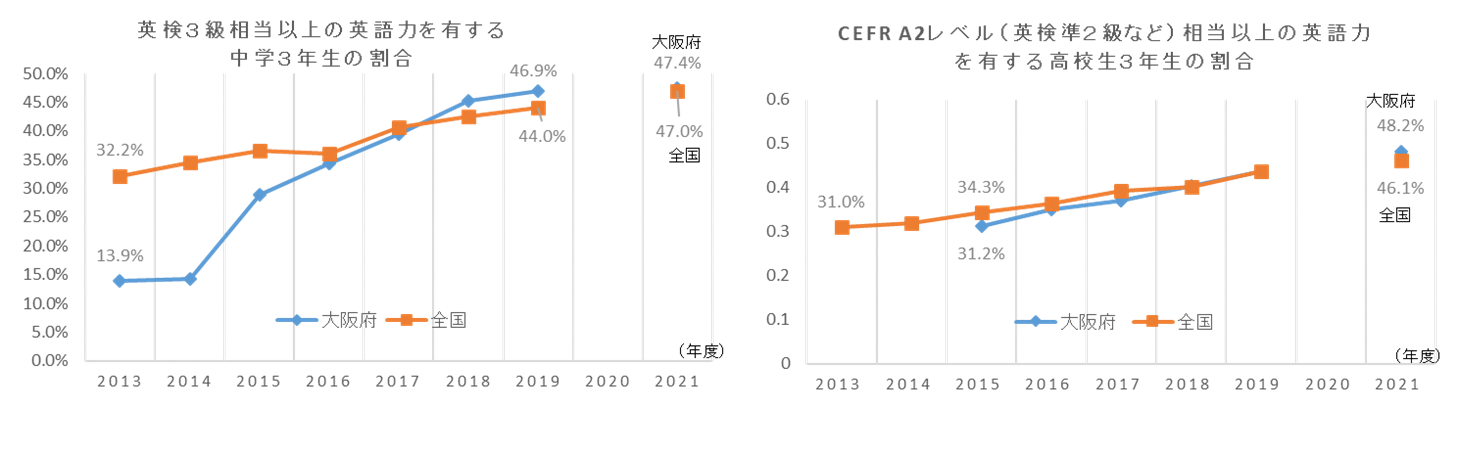 英検３級相当以上の英語力を有する
中学３年生の割合
大阪府
47.4%
50.0%
45.0%
40.0%
35.0%
30.0%
25.0%
20.0%
15.0%
10.0%
5.0%
0.0%
32.2%
13.9%
46.9%
44.0%
47.0%
全国
大阪府 全国
（年度）
2013 2014 2015 2016 2017 2018 2019 2020 2021
CEFR A2レベル（英検準２級など）相当以上の英語力
を有する高校生３年生の割合
0.6
0.5
0.4
0.3
0.2
0.1
0
31.0%
34.3%
31.2%
大阪府
48.2%
46.1%
全国
大阪府 全国
（年度）
2013 2014 2015 2016 2017 2018 2019 2020 2021